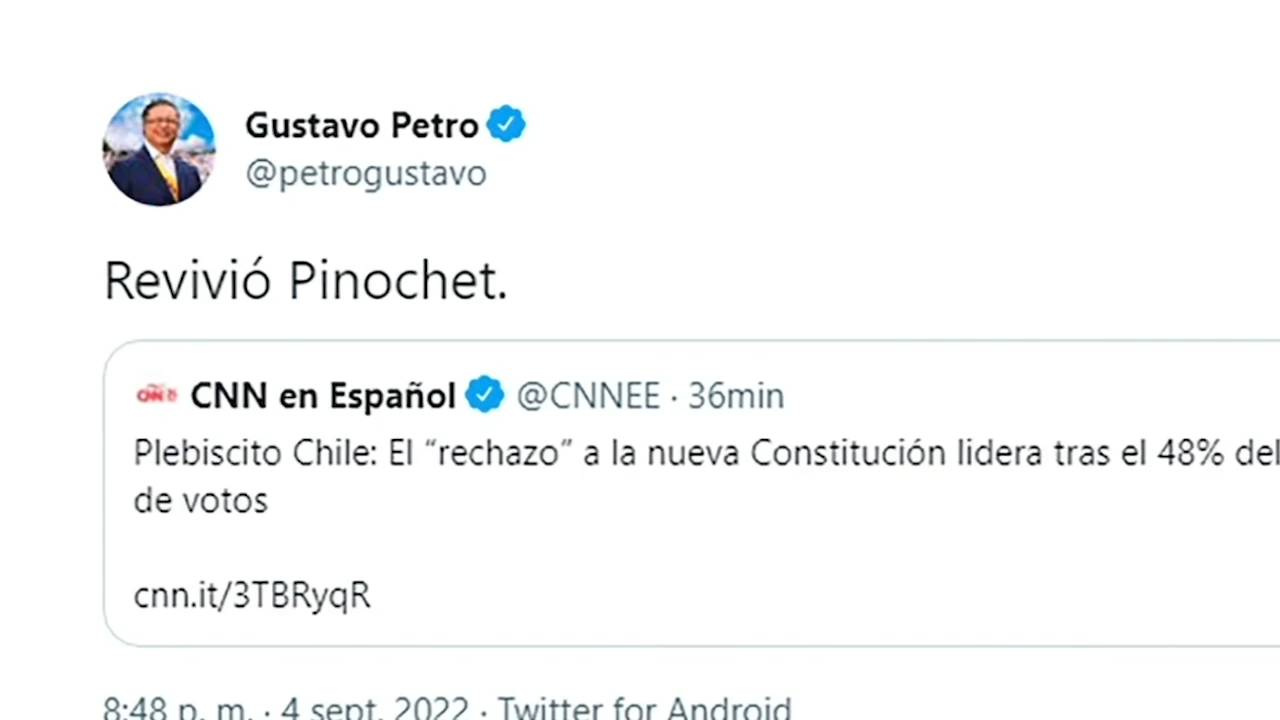 Gustavo Petro
@petrogustavo
Revivió Pinochet.
CNN en Español @CNNEE · 36min
Plebiscito Chile: El “rechazo” a la nueva Constitución lidera tras el 48% del
de votos
cnn.it/3TBRyqR
8:48 p. m. · 4 sept. 2022 · Twitter for Android